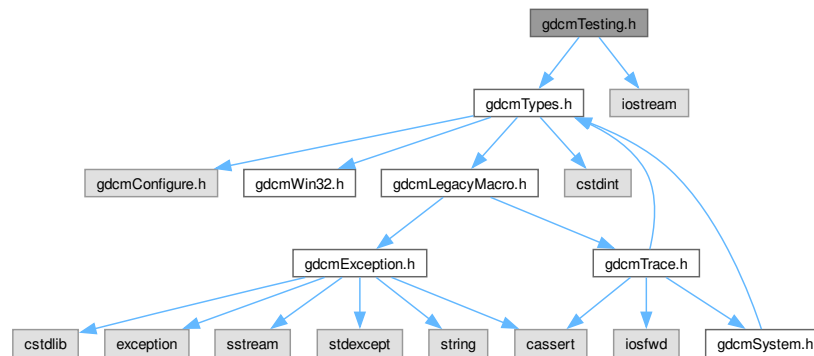 gdcmTesting.h
gdcmTypes.h
iostream
gdcmConfigure.h
gdcmWin32.h
gdcmLegacyMacro.h
cstdint
gdcmException.h
gdcmTrace.h
cstdlib
exception
sstream
stdexcept
string
cassert
iosfwd
gdcmSystem.h